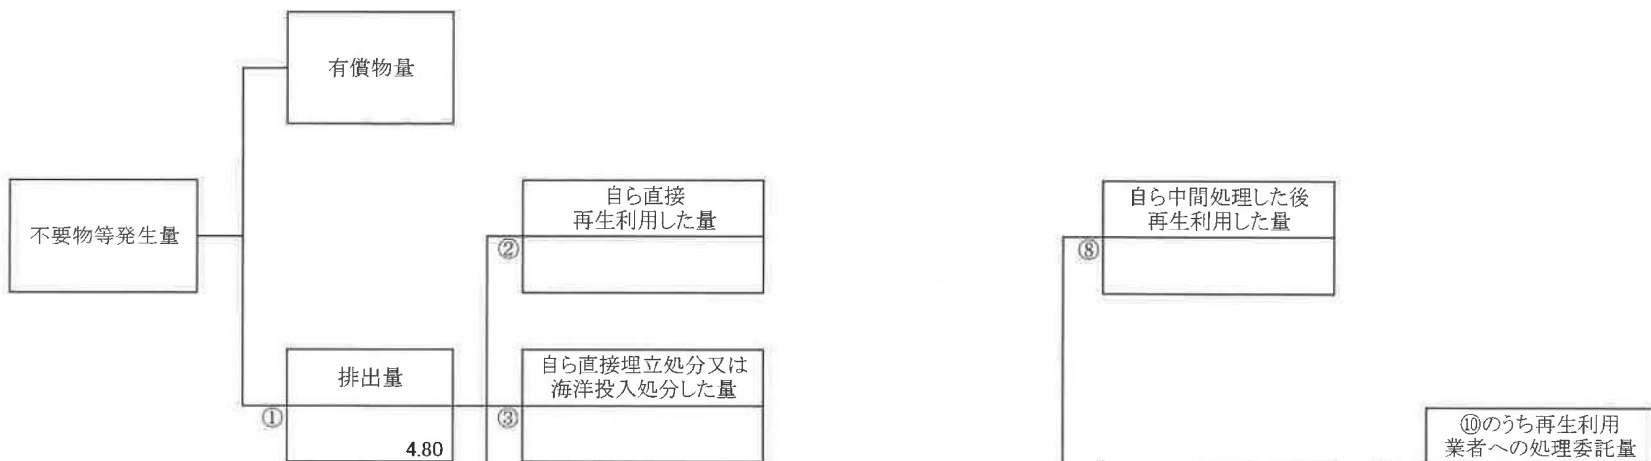 有償物量
不要物等発生量
自ら直接
再生利用した量
②
自ら中間処理した後
再生利用した量
⑧
排出量
①
4.80
自ら直接埋立処分又は
海洋投入処分した量
③
⑩のうち再生利用
業者への処理委託量